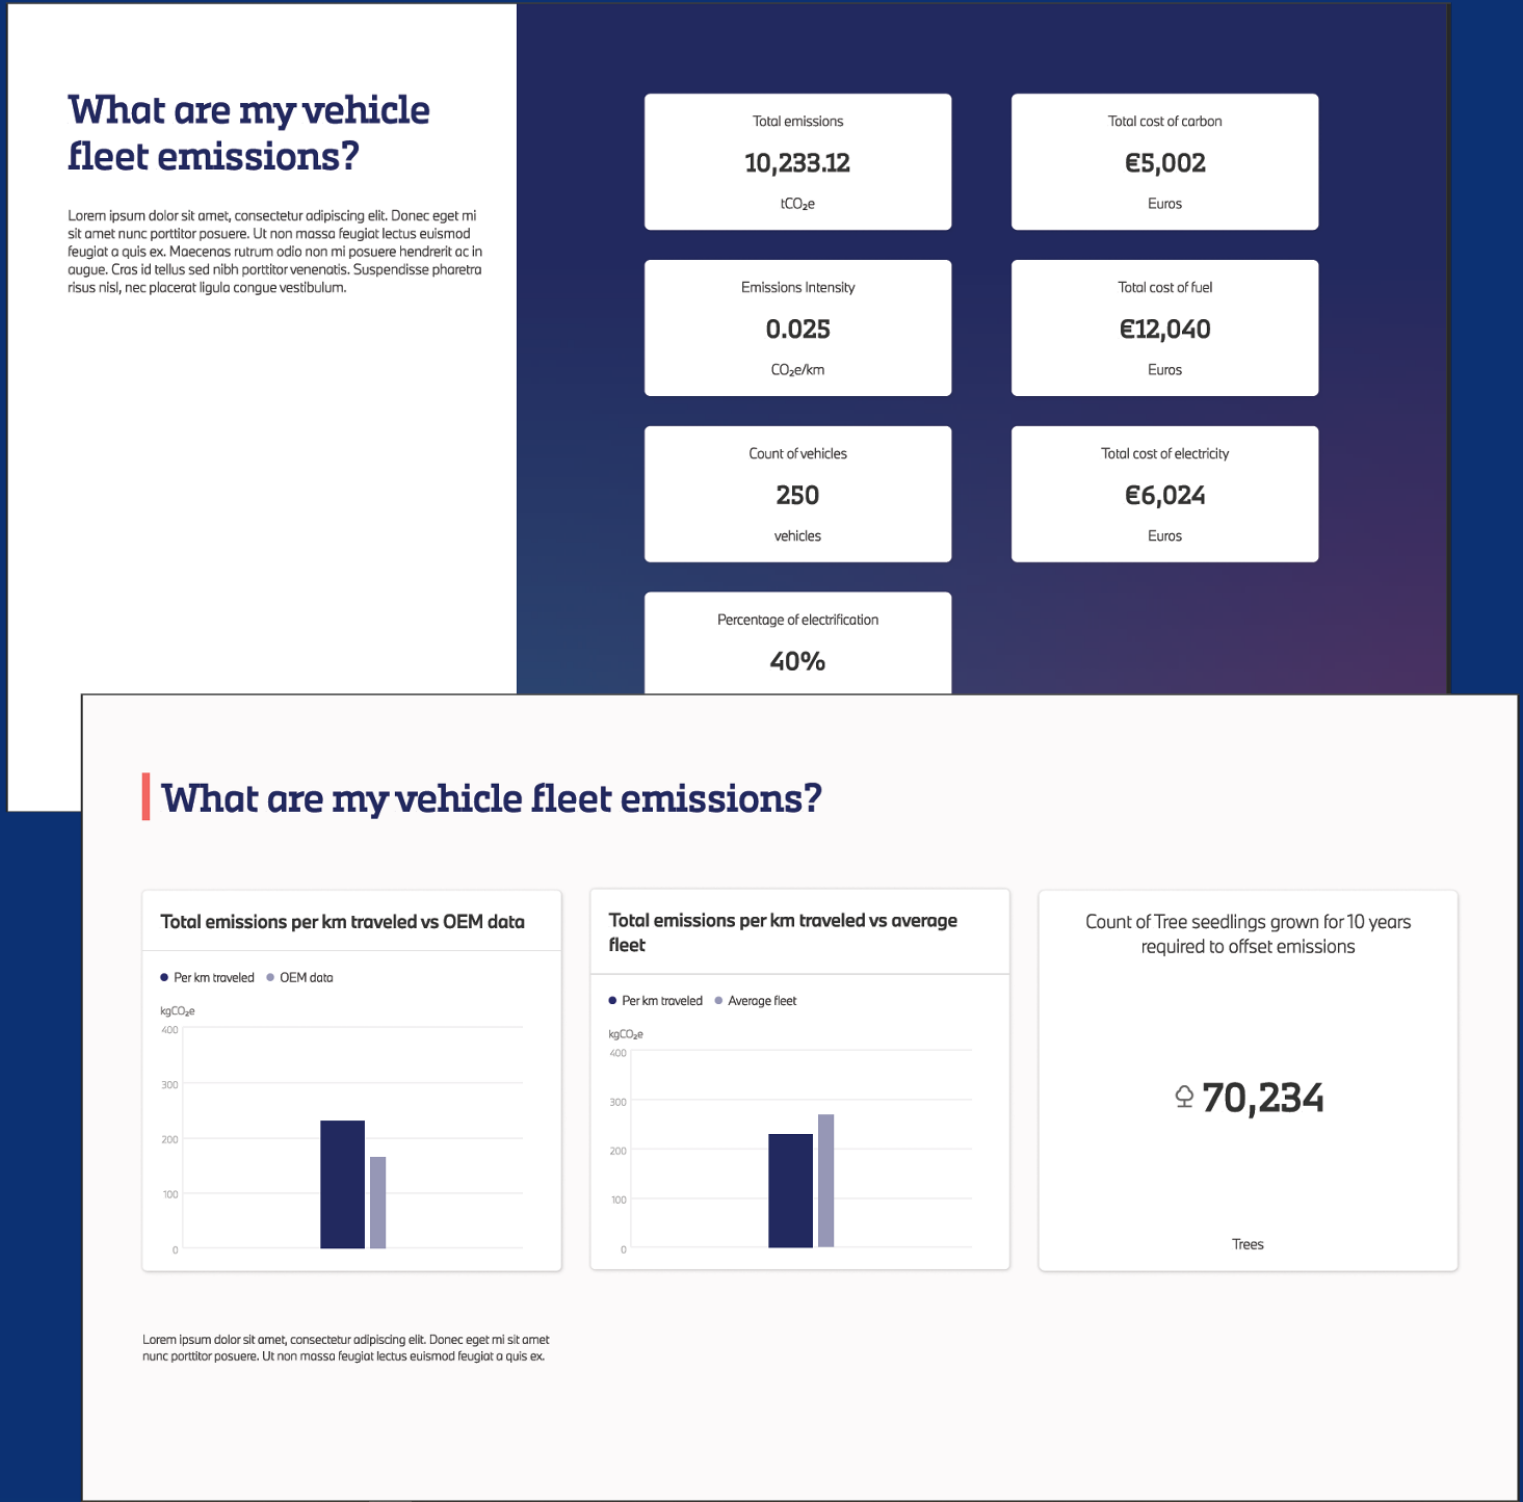 What are my vehicle
fleet emissions?
Lorem ipsum dolor sit amet, consectetur adipiscing elit. Donec eget mi
sit amet nunc porttitor posuere. Ut non massa feugiat lectus euismod
feugiat a quis ex. Maecenas rutrum odio non mi posuere hendrerit ac in
augue. Cras id tellus sed nibh porttitor venenatis. Suspendisse pharetra
risus nisl, nec placerat ligula congue vestibulum.
Total emissions
10,233.12
tCO₂e
Total cost of carbon
€5,002
Euros
Emissions Intensity
0.025
CO₂e/km
Total cost of fuel
€12,040
Euros
Count of vehicles
250
vehicles
Total cost of electricity
€6,024
Euros
Percentage of electrification
40%
What are my vehicle fleet emissions?
Total emissions per km traveled vs OEM data
Per km traveled OEM data
kgCO₂e
400
300
200
100
0
Total emissions per km traveled vs average
fleet
Per km traveled Average fleet
kgCO₂e
400
300
200
100
0
Count of Tree seedlings grown for 10 years
required to offset emissions
70,234
Trees
Lorem ipsum dolor sit amet, consectetur adipiscing elit. Donec eget mi sit amet
nunc porttitor posuere. Ut non massa feugiat lectus euismod feugiat a quis ex.